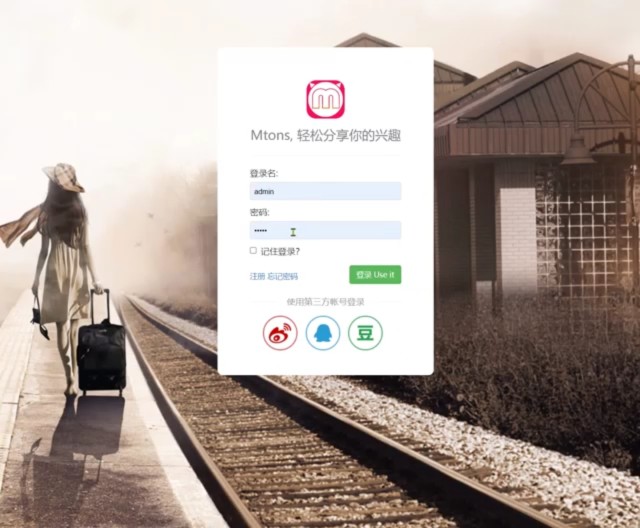 m
Mtons, 轻松分享你的兴趣
登录名:
admin
密码:
•••••
记住登录?
注册 忘记密码
登录 Use it
使用第三方帐号登录
豆